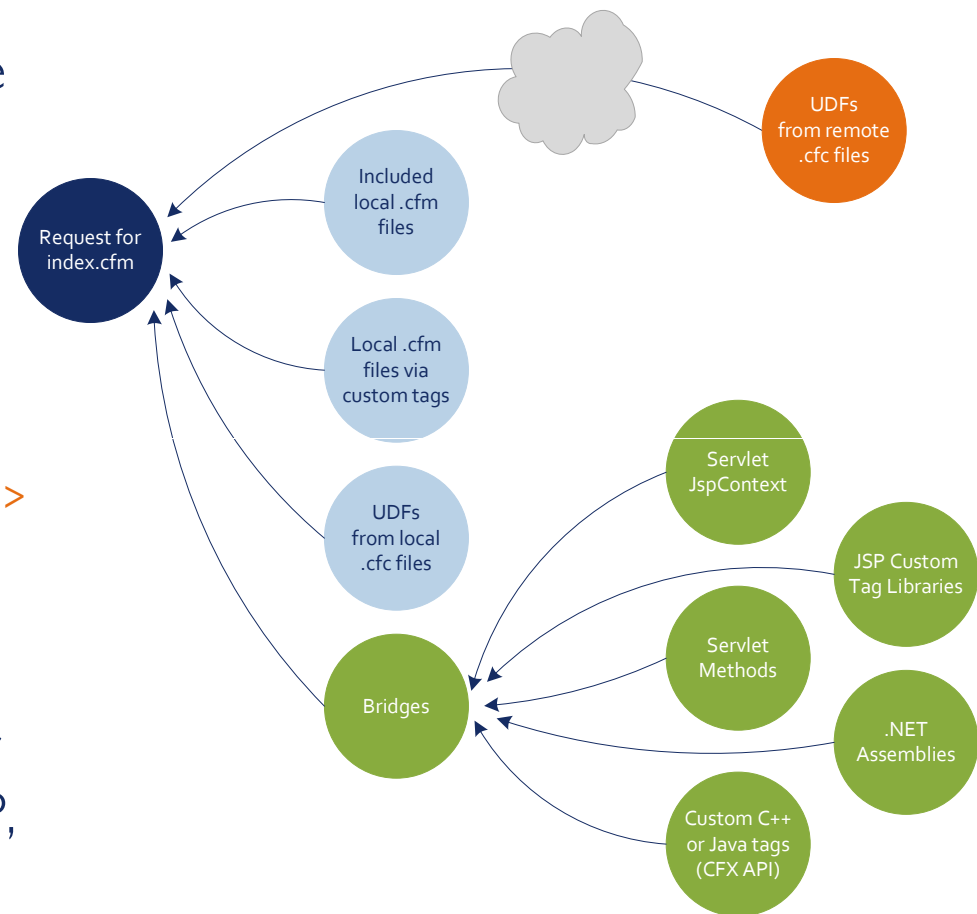 e
UDFs
from remote
.cfc files
Included
local .cfm
files
Request for
index.cfm
Local .cfm
files via
custom tags
>
UDFs
from local
.cfc files
Servlet
JspContext
JSP Custom
Tag Libraries
Servlet
Methods
Bridges
.NET
Assemblies
,
Custom C++
or Java tags
(CFX API)